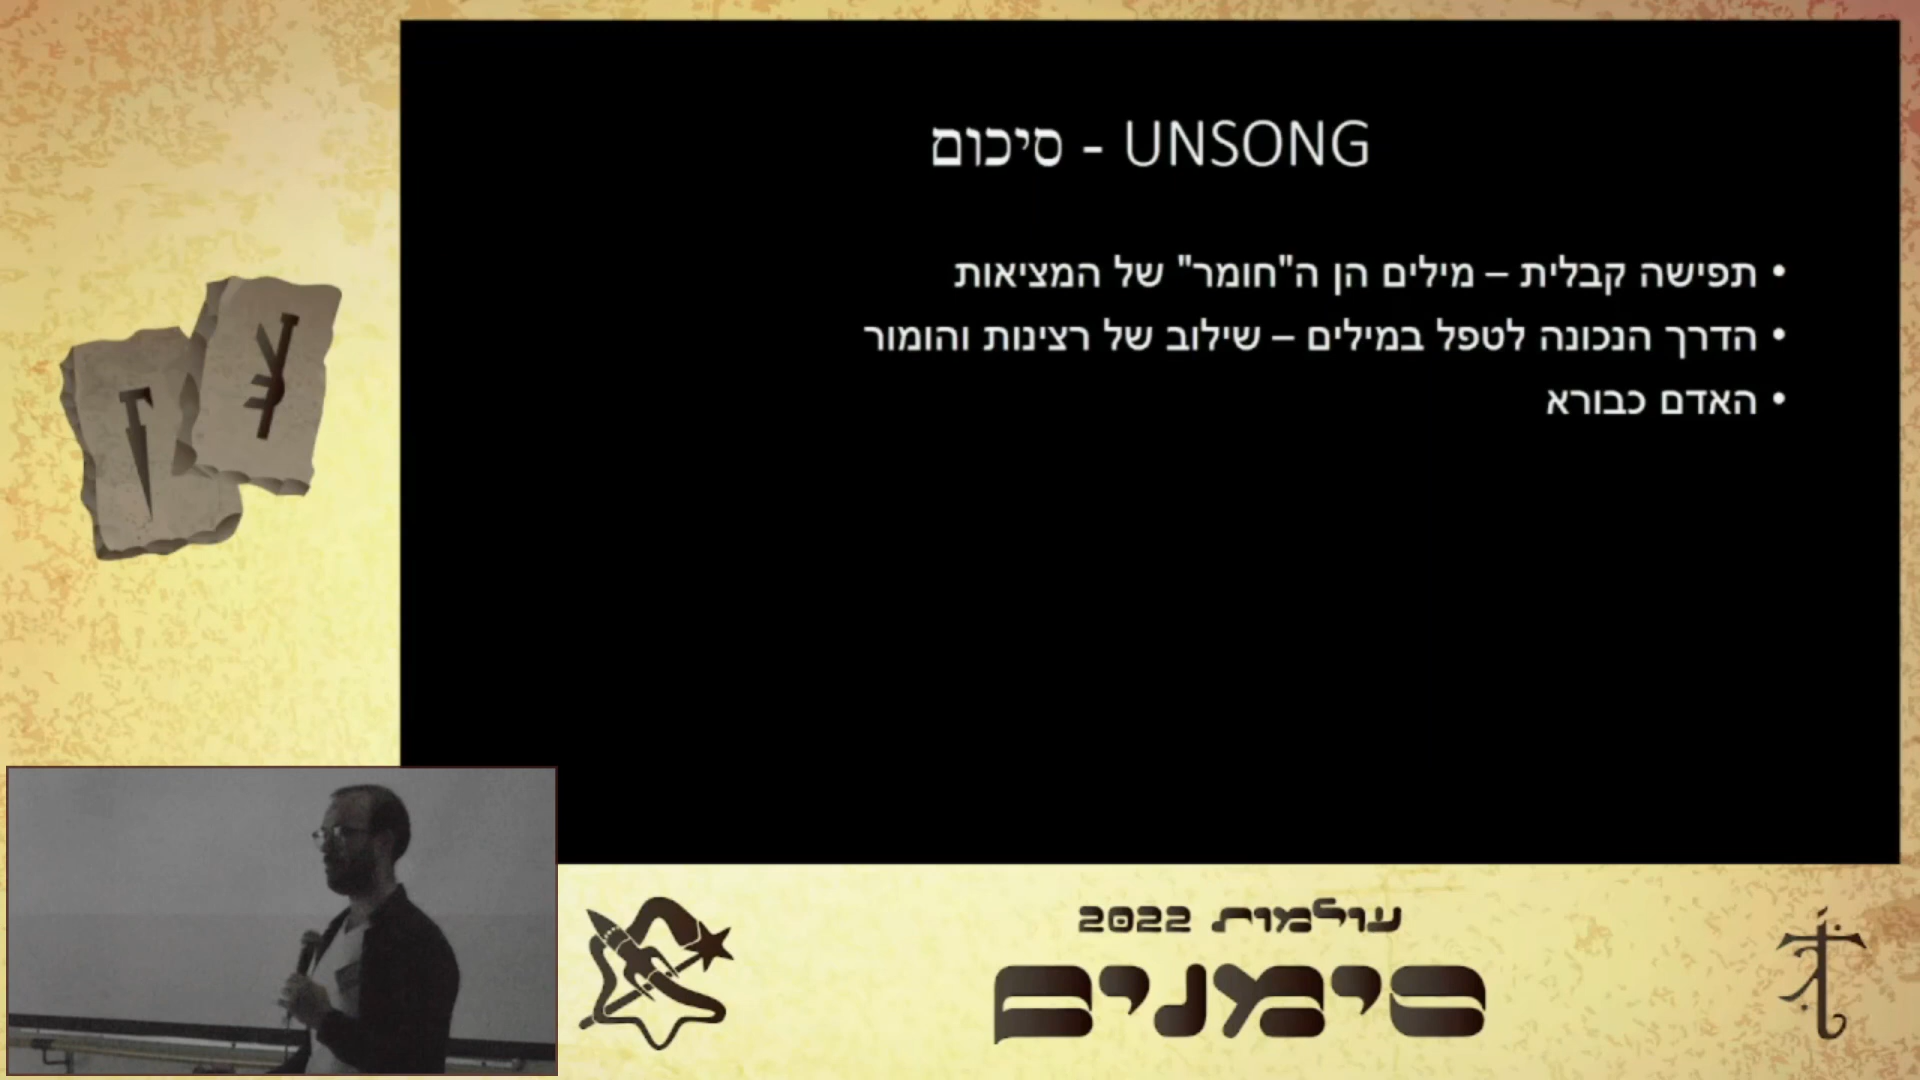 UNSONG - סיכום
• תפישה קבלית – מילים הן ה"חומר" של המציאות
• הדרך הנכונה לטפל במילים – שילוב של רצינות והומור
• האדם כבורא
עולמות 2022
סימנים